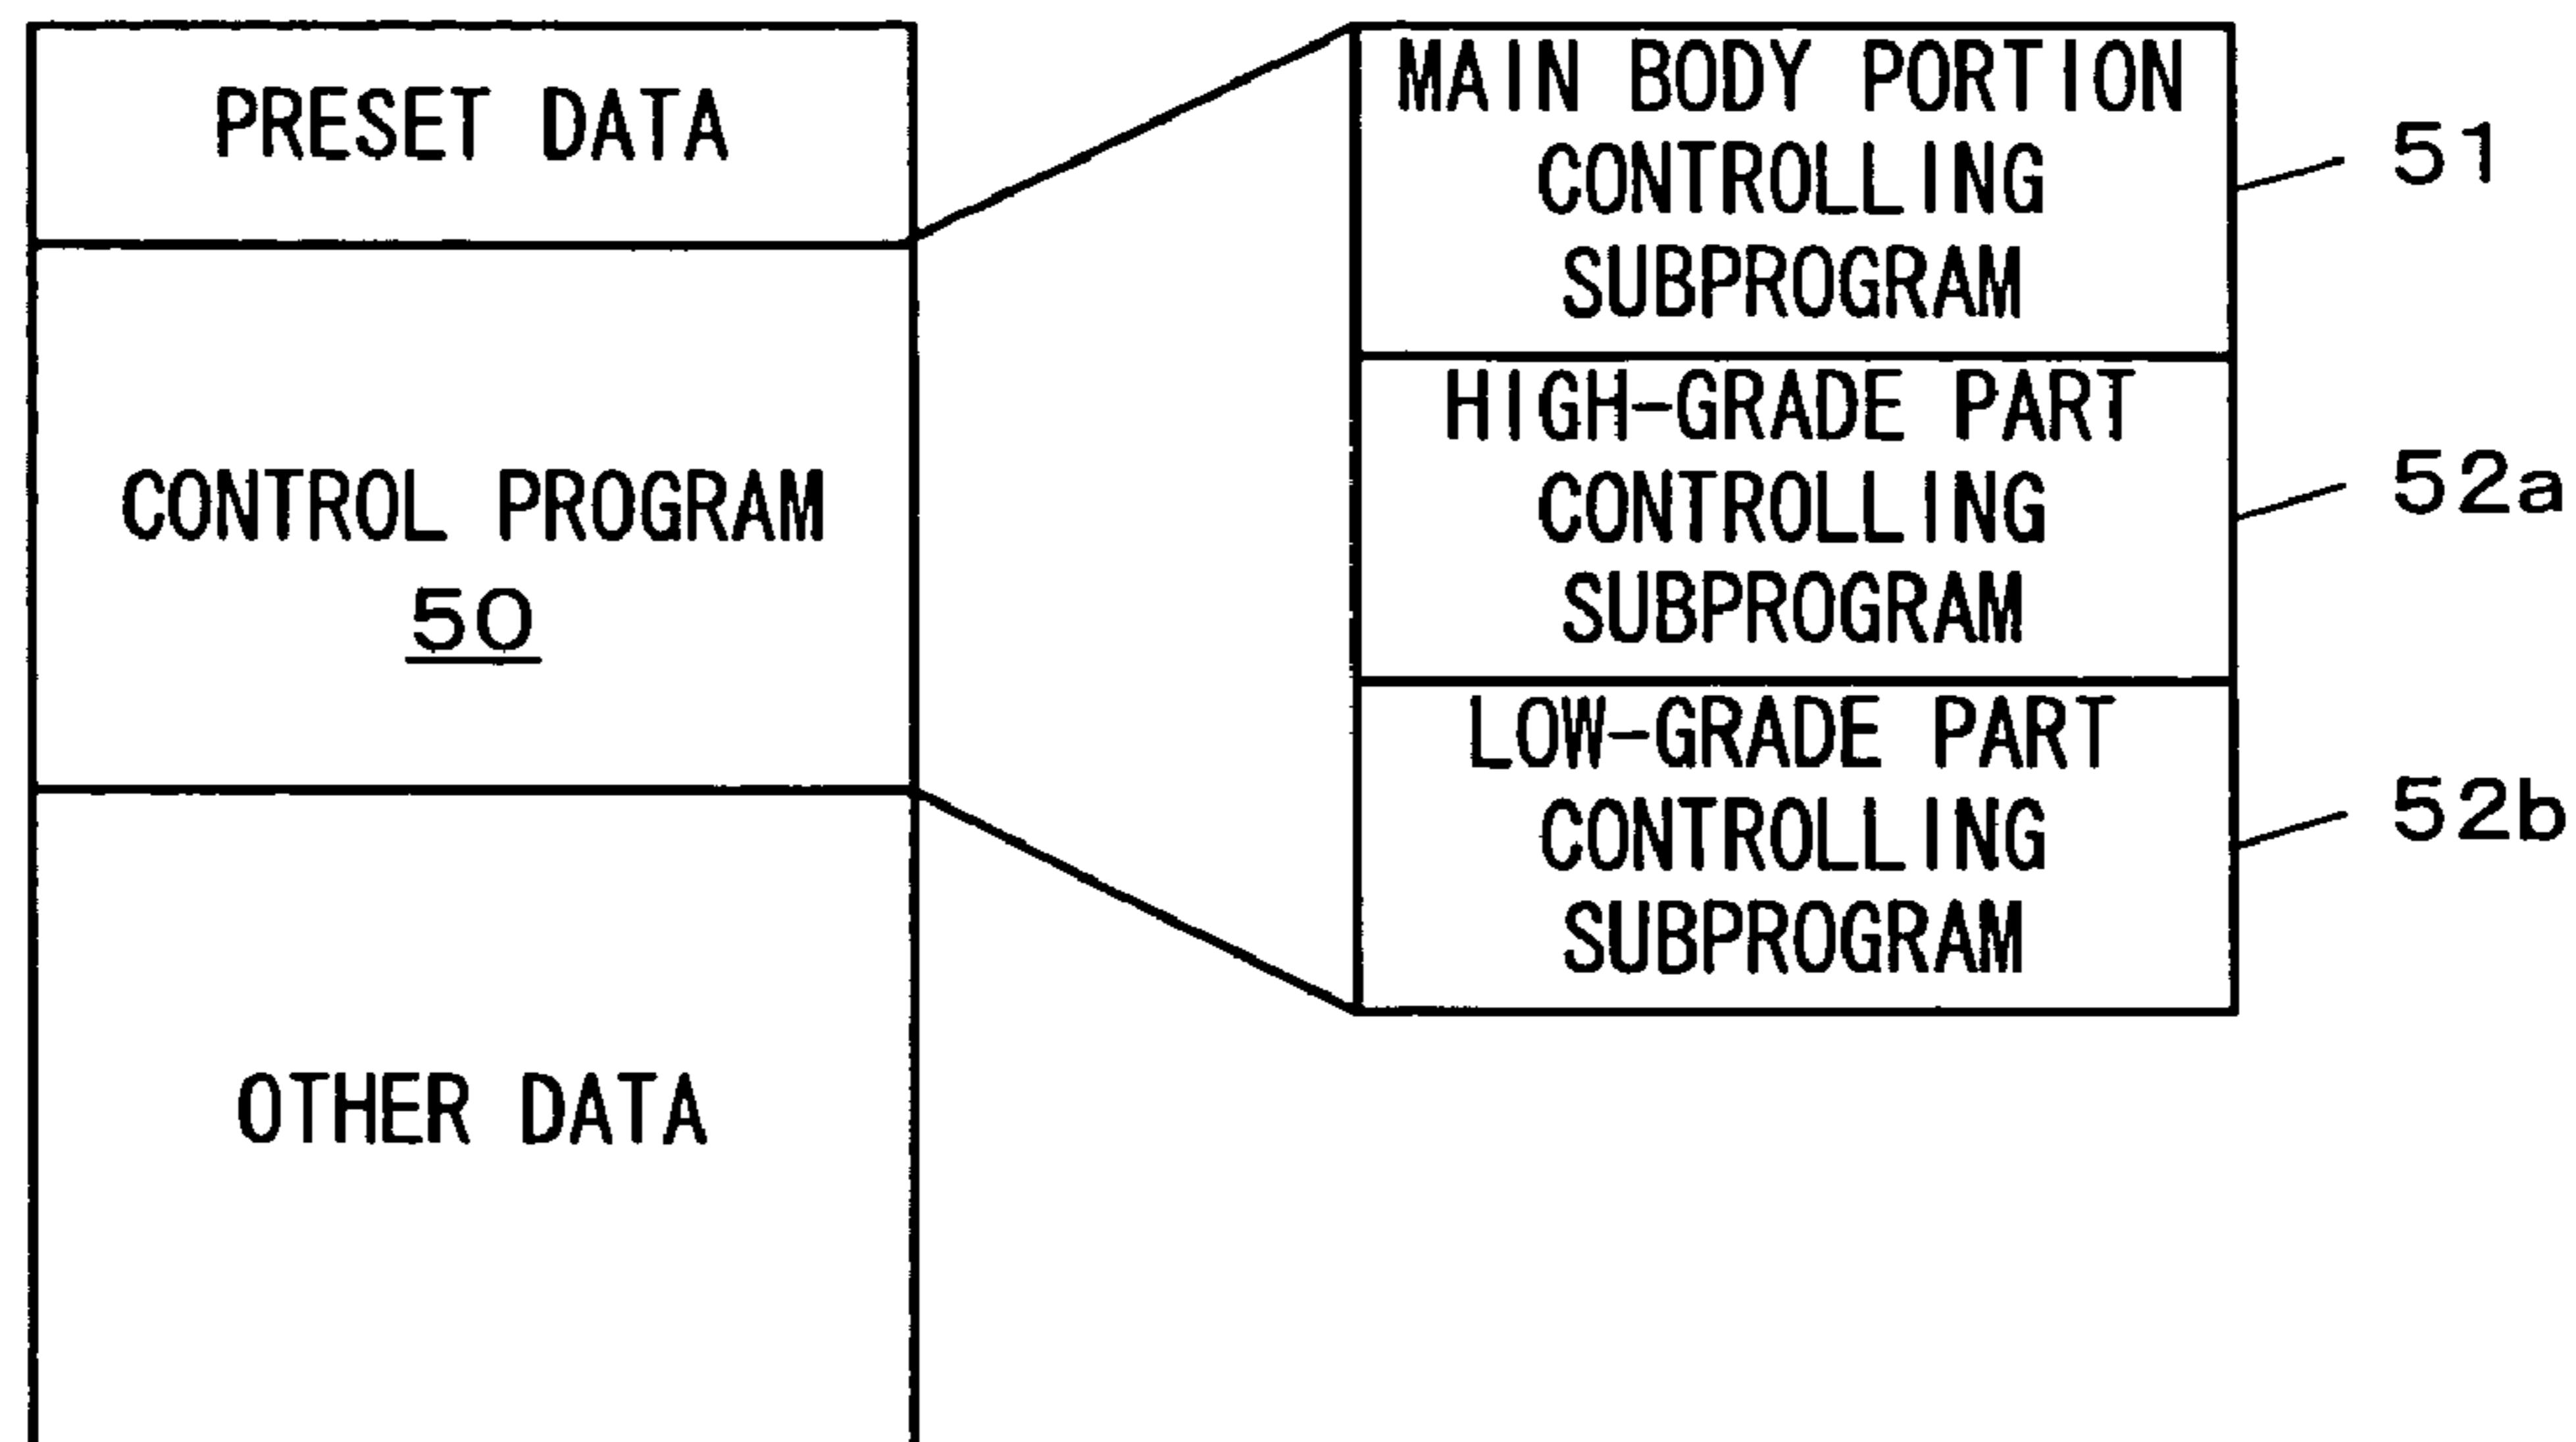 PRESET DATA
CONTROL PROGRAM
50
OTHER DATA
MAIN BODY PORTION
CONTROLLING
SUBPROGRAM
51
HIGH-GRADE PART
CONTROLLING
SUBPROGRAM
52a
LOW-GRADE PART
CONTROLLING
SUBPROGRAM
52b